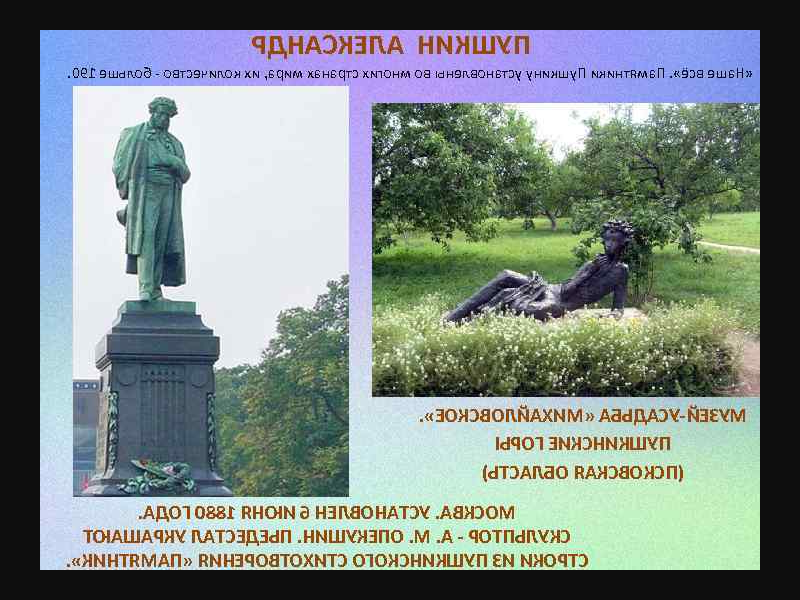 ПУШКИН АЛЕКСАНДР
«Наше всё». Памятники Пушкину установлены во многих странах мира, их количество - больше 190.
МУЗЕЙ-УСАДЬБА «МИХАЙЛОВСКОЕ».
ПУШКИНСКИЕ ГОРЫ
(ПСКОВСКАЯ ОБЛАСТЬ)
МОСКВА. УСТАНОВЛЕН 6 ИЮНЯ 1880 ГОДА.
СКУЛЬПТОР - А. М. ОПЕКУШИН. ПЬЕДЕСТАЛ УКРАШАЮТ
СТРОКИ ИЗ ПУШКИНСКОГО СТИХОТВОРЕНИЯ «ПАМЯТНИК».